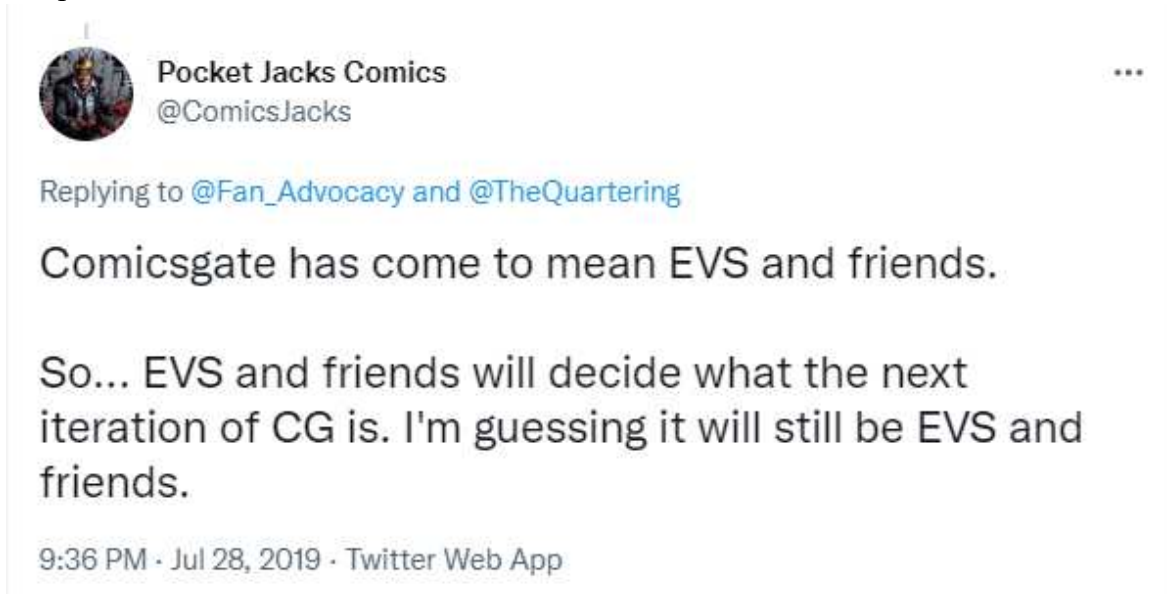 Pocket Jacks Comics
@ComicsJacks
Replying to @Fan_Advocacy and @TheQuartering
Comicsgate has come to mean EVS and friends.
So... EVS and friends will decide what the next
iteration of CG is. I'm guessing it will still be EVS and
friends.
9:36 PM · Jul 28, 2019 · Twitter Web App